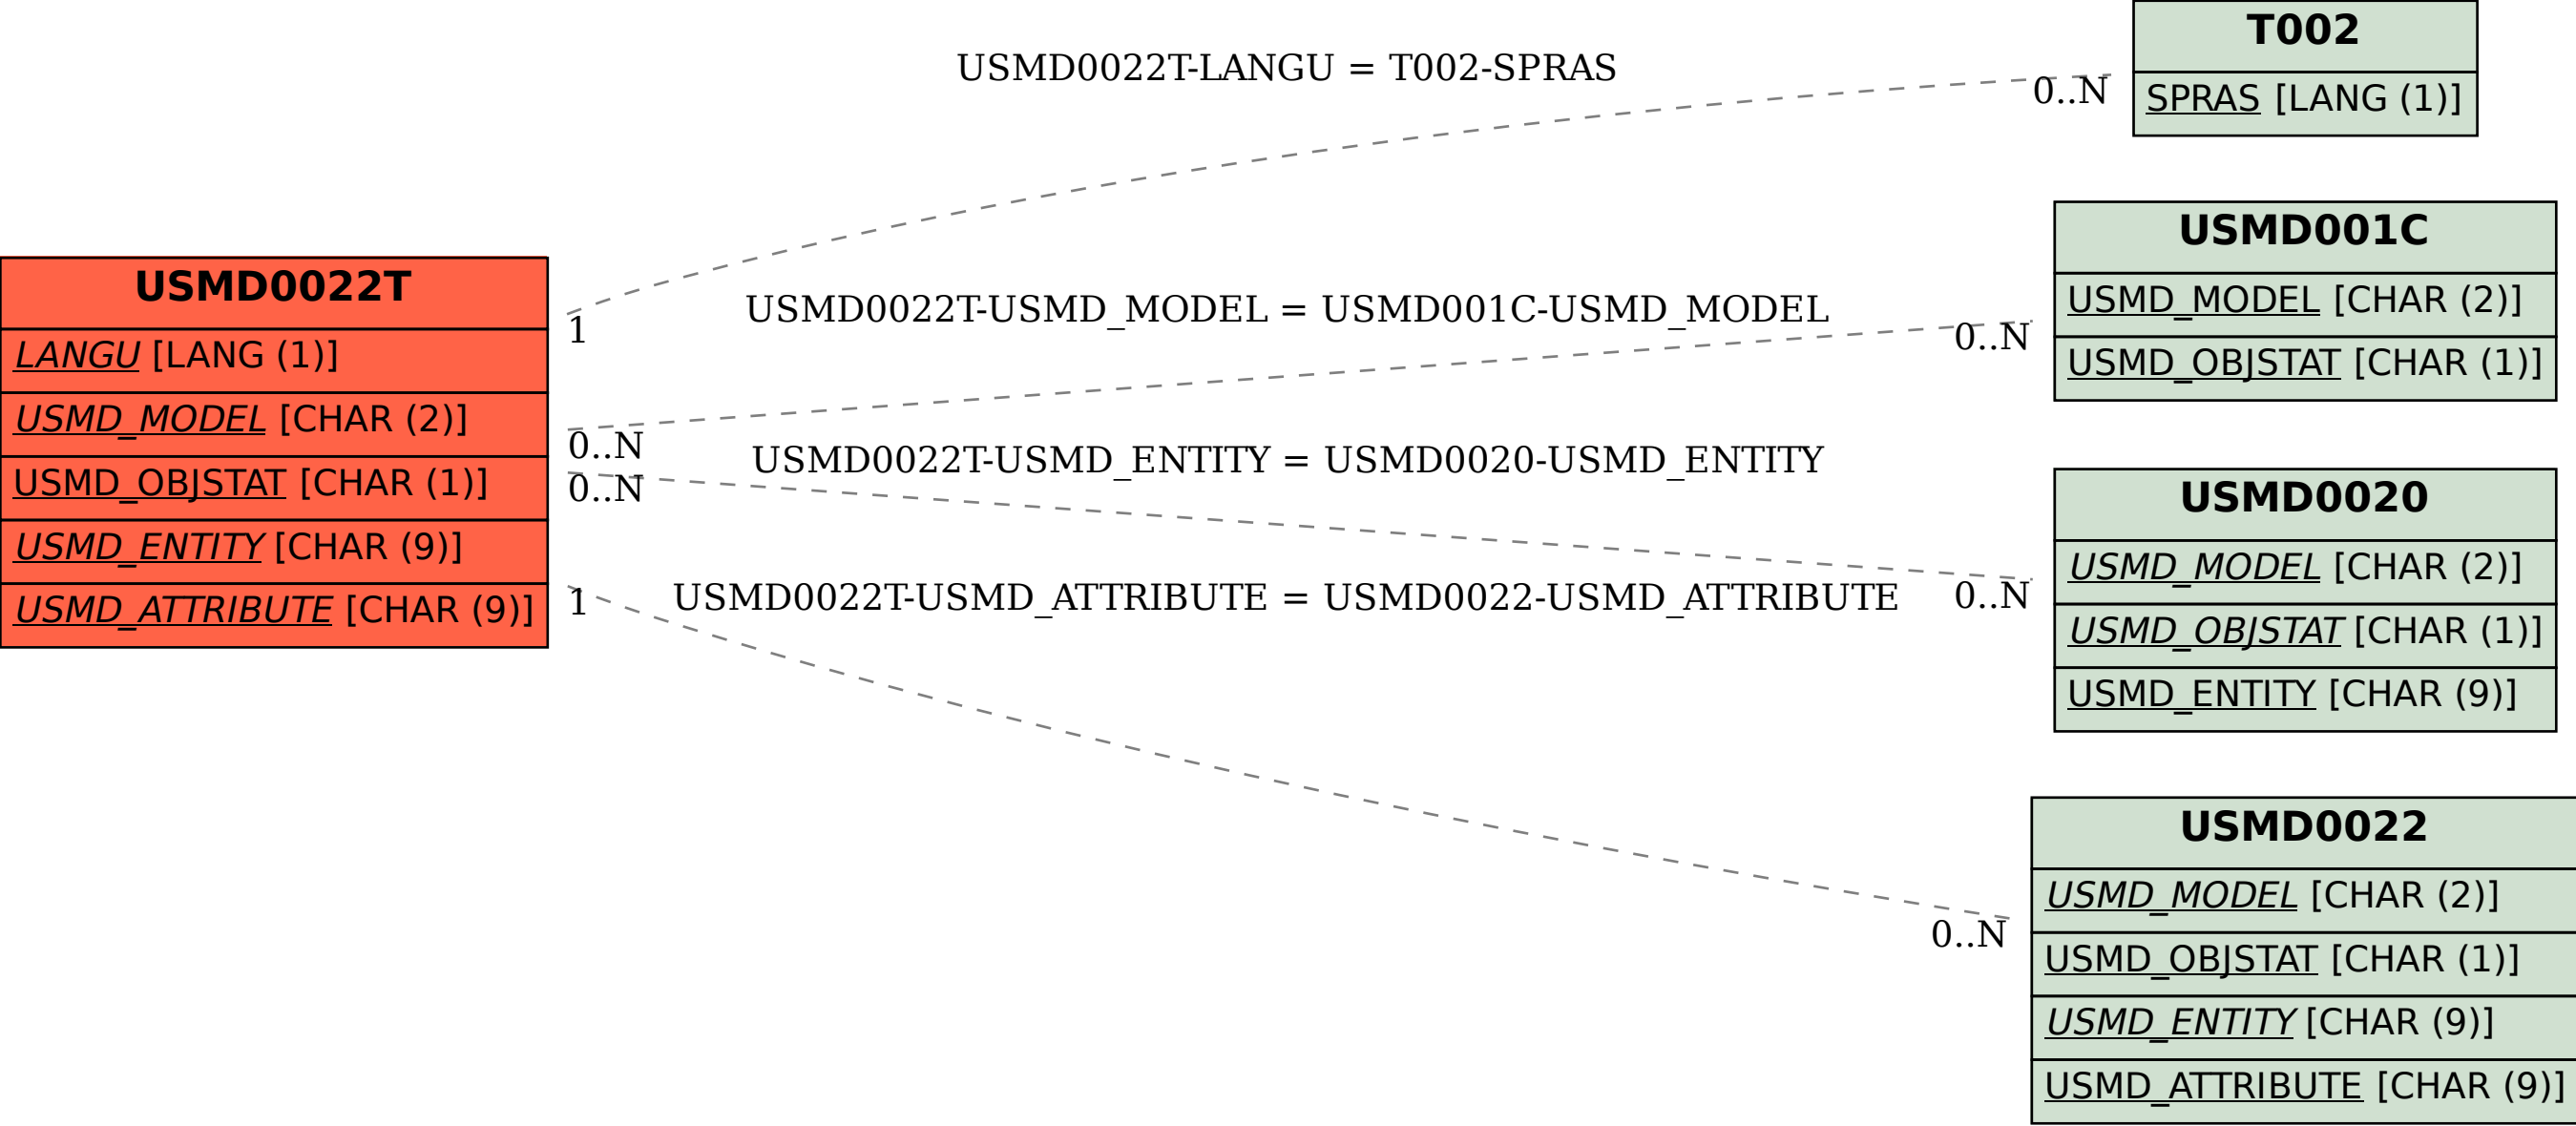 T002
SPRAS [LANG (1)]
USMD0022T-LANGU = T002-SPRAS
0..N
USMD001C
USMD_MODEL [CHAR (2)]
USMD_OBJSTAT [CHAR (1)]
USMD0022T
LANGU [LANG (1)]
USMD_MODEL [CHAR (2)]
USMD_OBJSTAT [CHAR (1)]
USMD_ENTITY [CHAR (9)]
USMD_ATTRIBUTE [CHAR (9)]
1
USMD0022T-USMD_MODEL = USMD001C-USMD_MODEL
0..N
0..N
USMD0022T-USMD_ENTITY = USMD0020-USMD_ENTITY
0..N
0..N
USMD0022T-USMD_ATTRIBUTE = USMD0022-USMD_ATTRIBUTE
1
0..N
USMD0020
USMD_MODEL [CHAR (2)]
USMD_OBJSTAT [CHAR (1)]
USMD_ENTITY [CHAR (9)]
USMD0022
USMD_MODEL [CHAR (2)]
USMD_OBJSTAT [CHAR (1)]
USMD_ENTITY [CHAR (9)]
USMD_ATTRIBUTE [CHAR (9)]